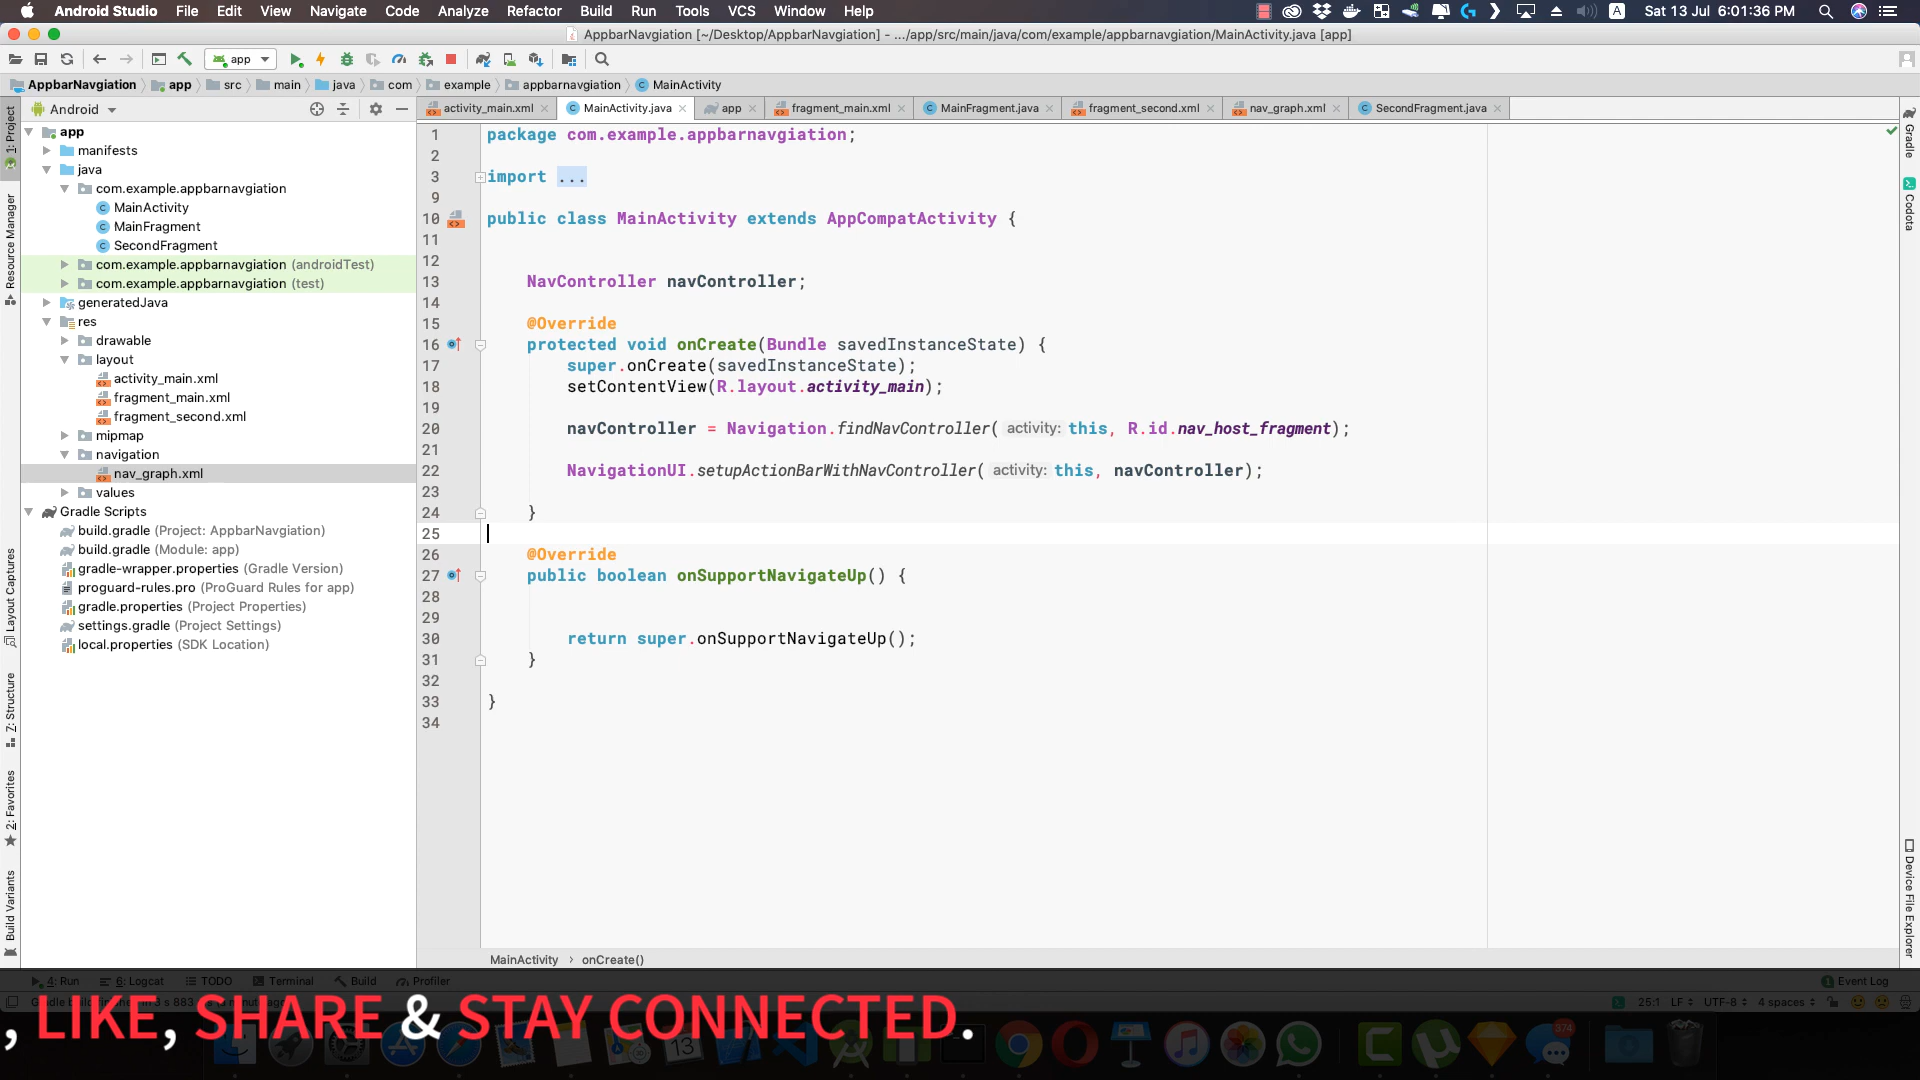 Android Studio File Edit View Navigate Code Analyze Refactor Build Run Tools VCS Window Help Sat 13 Jul 6:01:36 PM
AppbarNavgiation [~/Desktop/AppbarNavgiation] - .../app/src/main/java/com/example/appbarnavgiation/MainActivity.java [app]
app
AppbarNavgiation app src main java com example appbarnavgiation MainActivity
Android
activity_main.xml MainActivity.java app fragment_main.xml MainFragment.java fragment_second.xml nav_graph.xml SecondFragment.java
1: Project
Resource Manager
Layout Captures
Z: Structure
2: Favorites
Build Variants
app
manifests
java
com.example.appbarnavgiation
MainActivity
MainFragment
SecondFragment
com.example.appbarnavgiation (androidTest)
com.example.appbarnavgiation (test)
generatedJava
res
drawable
layout
activity_main.xml
fragment_main.xml
fragment_second.xml
mipmap
navigation
nav_graph.xml
values
Gradle Scripts
build.gradle (Project: AppbarNavgiation)
build.gradle (Module: app)
gradle-wrapper.properties (Gradle Version)
proguard-rules.pro (ProGuard Rules for app)
gradle.properties (Project Properties)
settings.gradle (Project Settings)
local.properties (SDK Location)
1 package com.example.appbarnavgiation;
2
3 import ...
9
10 public class MainActivity extends AppCompatActivity {
11
12
13 NavController navController;
14
15 @Override
16 protected void onCreate(Bundle savedInstanceState) {
17 super.onCreate(savedInstanceState);
18 setContentView(R.layout.activity_main);
19
20 navController = Navigation.findNavController( activity: this, R.id.nav_host_fragment);
21
22 NavigationUI.setupActionBarWithNavController( activity: this, navController);
23
24 }
25
26 @Override
27 public boolean onSupportNavigateUp() {
28
29
30 return super.onSupportNavigateUp();
31 }
32
33 }
34
Gradle
Codota
Device File Explorer
MainActivity › onCreate()
4: Run 6: Logcat TODO Terminal Build Profiler Event Log
25:1 LF UTF-8 4 spaces
, LIKE, SHARE & STAY CONNECTED.
13
374